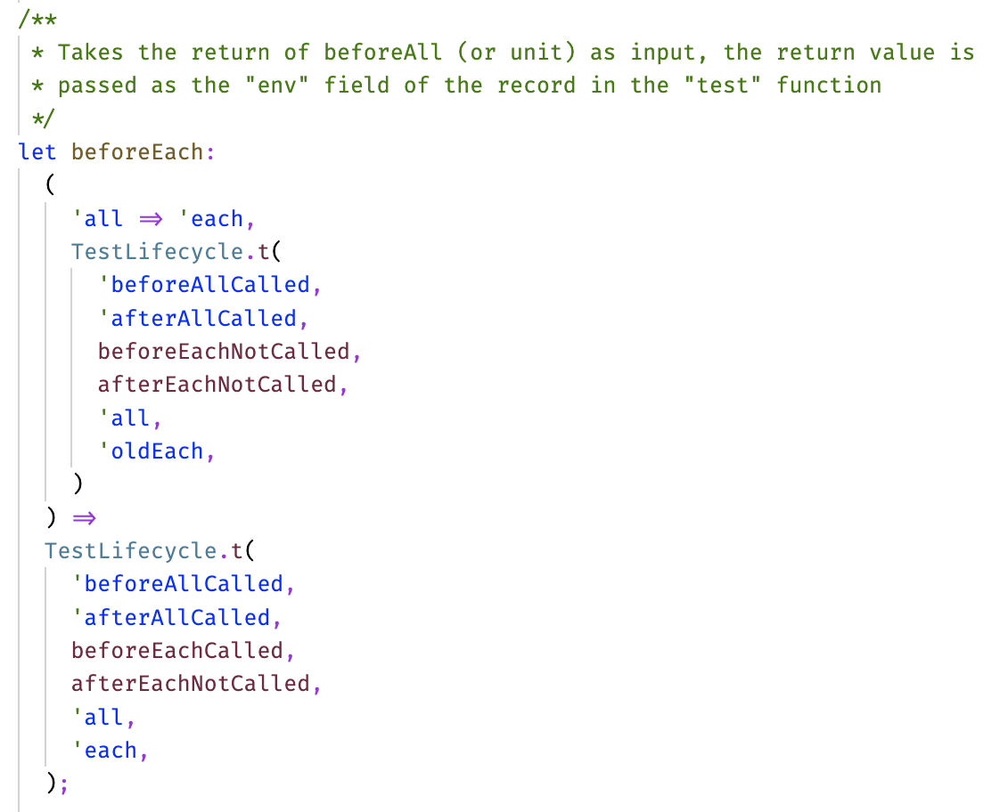 /**
 * Takes the return of beforeAll (or unit) as input, the return value is
 * passed as the "env" field of the record in the "test" function
 */
let beforeEach:
  (
    'all => 'each,
    TestLifecycle.t(
      'beforeAllCalled,
      'afterAllCalled,
      beforeEachNotCalled,
      afterEachNotCalled,
      'all,
      'oldEach,
    )
  ) =>
  TestLifecycle.t(
    'beforeAllCalled,
    'afterAllCalled,
    beforeEachCalled,
    afterEachNotCalled,
    'all,
    'each,
  );